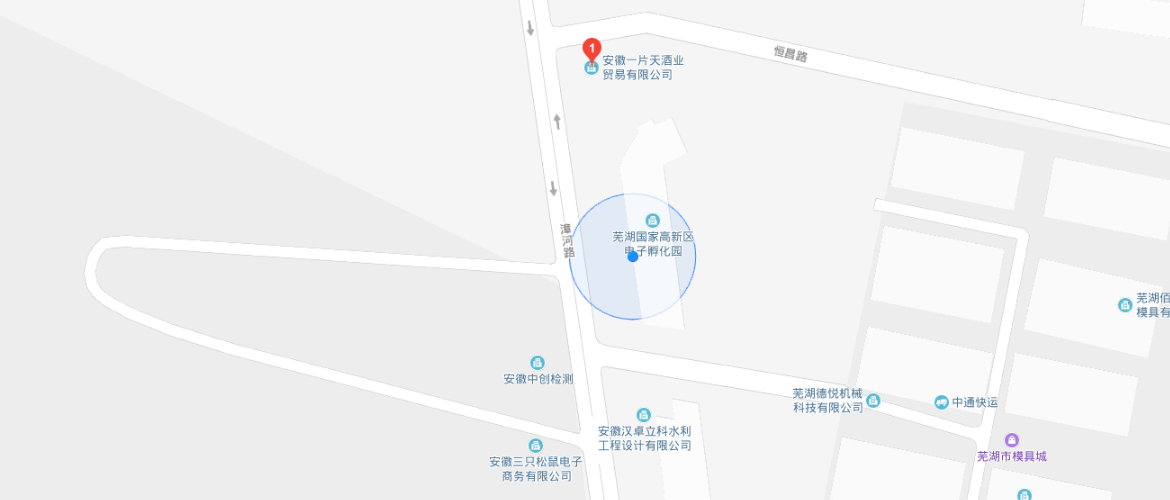 1
安徽一片天酒业
贸易有限公司
恒昌路
漳河路
芜湖国家高新区
电子孵化园
芜湖佰
模具有
安徽中创检测
芜湖德悦机械
科技有限公司
中通快运
安徽汉卓立科水利
工程设计有限公司
芜湖市模具城
安徽三只松鼠电子
商务有限公司